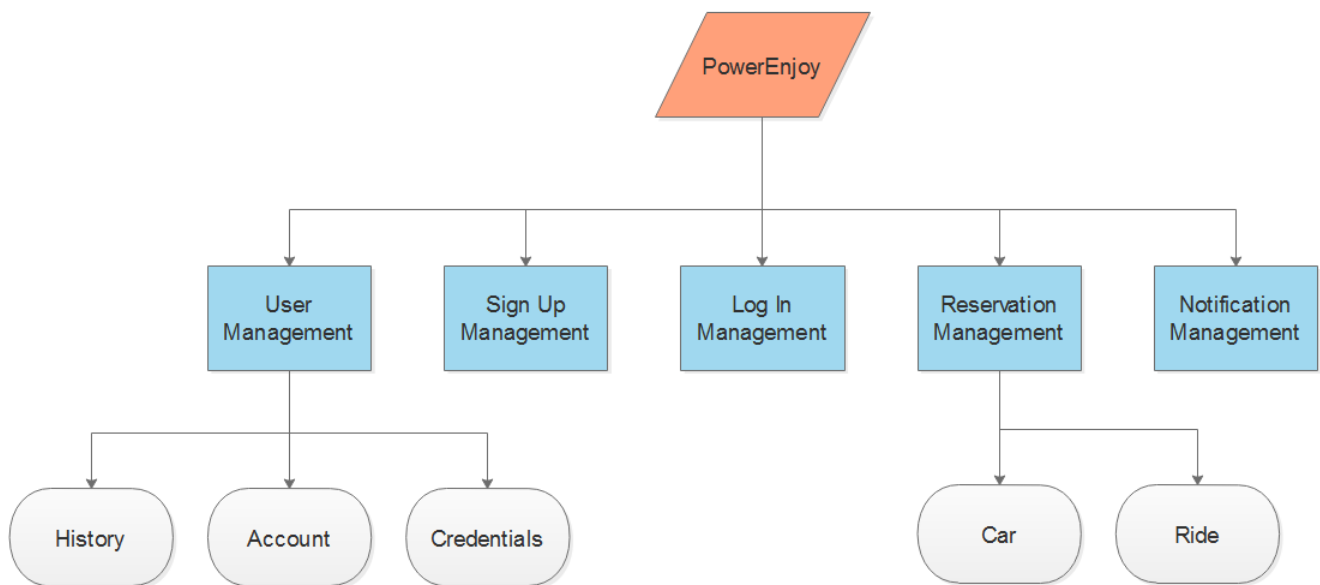 PowerEnjoy
User
Management
Sign Up
Management
Log In
Management
Reservation
Management
Notification
Management
History
Account
Credentials
Car
Ride